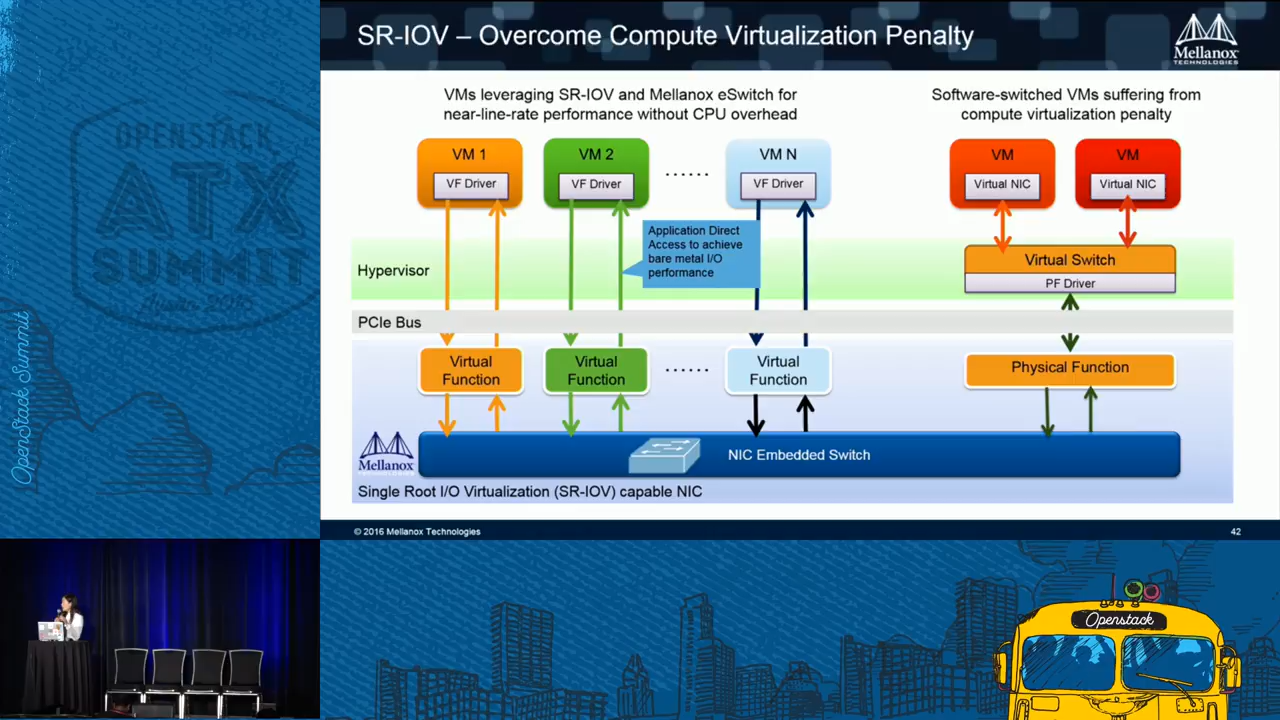 SR-IOV – Overcome Compute Virtualization Penalty
Mellanox
TECHNOLOGIES
VMs leveraging SR-IOV and Mellanox eSwitch for
near-line-rate performance without CPU overhead
Software-switched VMs suffering from
compute virtualization penalty
VM 1
VF Driver
VM 2
VF Driver
......
VM N
VF Driver
VM
Virtual NIC
VM
Virtual NIC
Application Direct
Access to achieve
bare metal I/O
performance
Hypervisor
Virtual Switch
PF Driver
PCIe Bus
Virtual
Function
Virtual
Function
......
Virtual
Function
Physical Function
Mellanox
NIC Embedded Switch
Single Root I/O Virtualization (SR-IOV) capable NIC
© 2016 Mellanox Technologies
42
OPENSTACK
ATX
SUMMIT
OpenStack Summit
Openstack